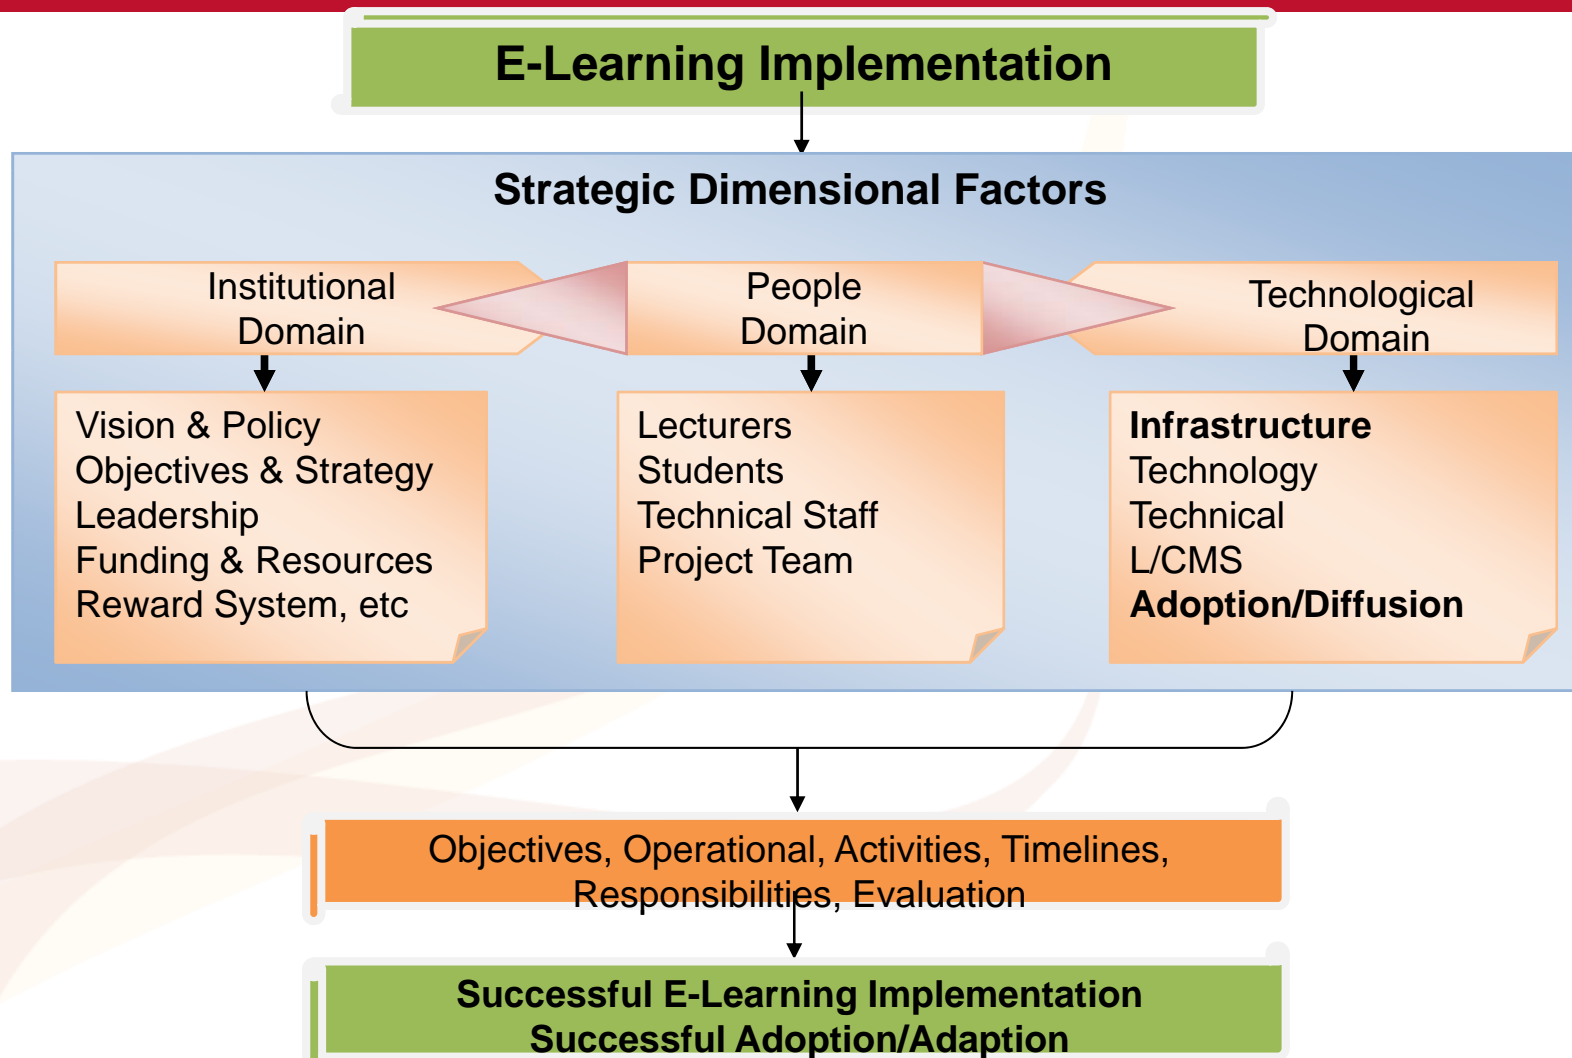 E-Learning Implementation
Strategic Dimensional Factors
Institutional
Domain
People
Domain
Technological
Domain
Vision & Policy
Objectives & Strategy
Leadership
Funding & Resources
Reward System, etc
Lecturers
Students
Technical Staff
Project Team
Infrastructure
Technology
Technical
L/CMS
Adoption/Diffusion
Objectives, Operational, Activities, Timelines,
Responsibilities, Evaluation
Successful E-Learning Implementation
Successful Adoption/Adaption